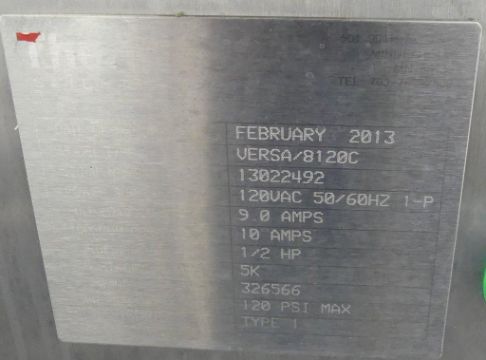 The
FEBRUARY 2013
VERSA/8120C
13022492
120VAC 50/60HZ 1-P
9.0 AMPS
10 AMPS
1/2 HP
5K
326566
120 PSI MAX
TYPE 1